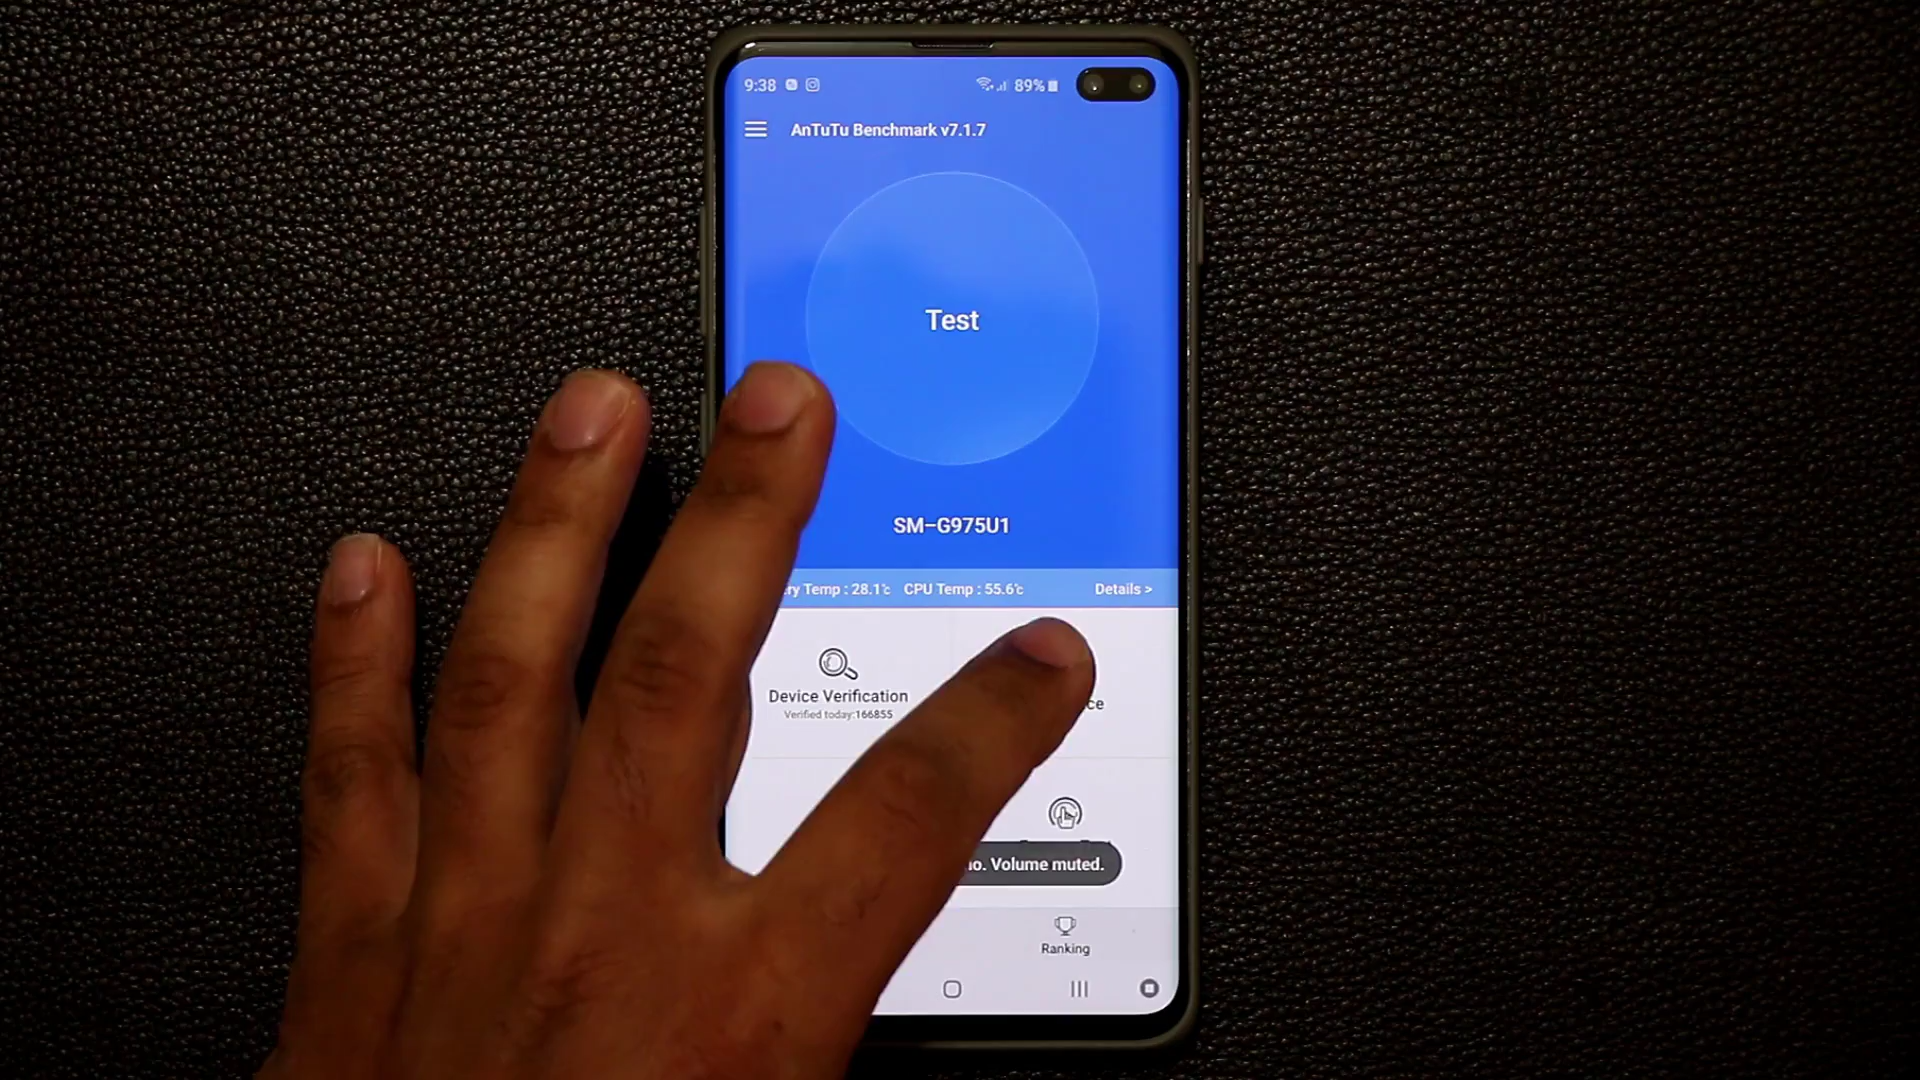 9:38 89%
AnTuTu Benchmark v7.1.7
Test
SM-G975U1
Temp : 28.1℃ CPU Temp : 55.6℃ Details >
Device Verification
Verified today:166855
Volume muted.
Ranking